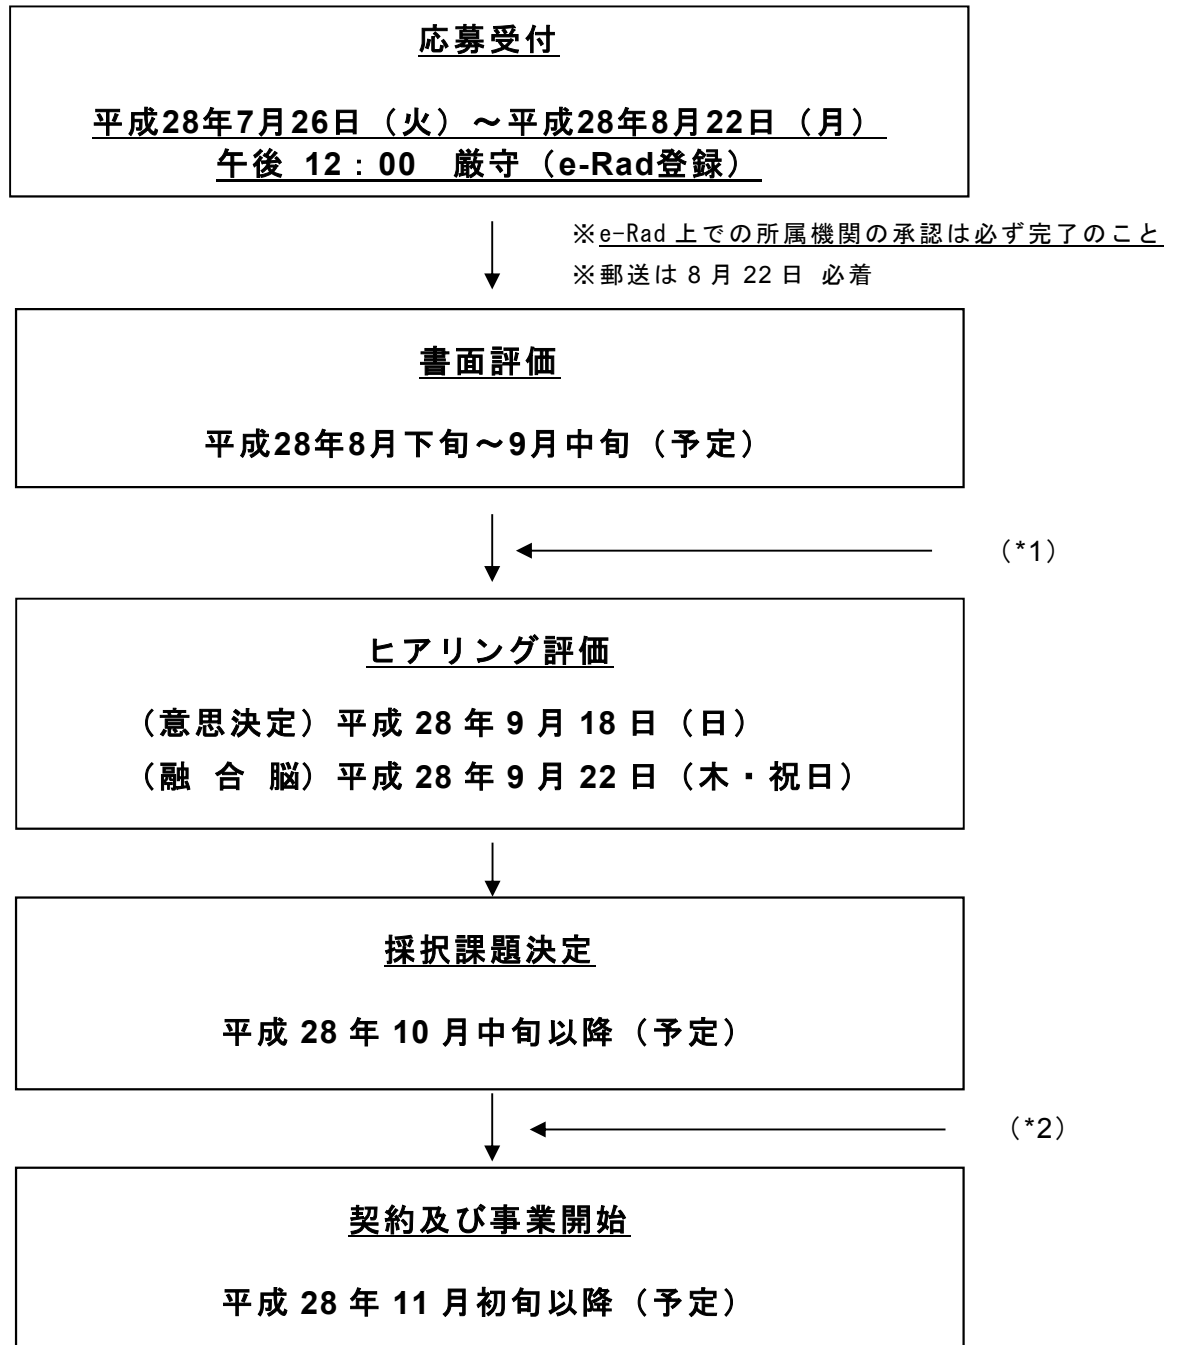 応募受付
平成28年7月26日（火）～平成28年8月22日（月）
午後 12：00　厳守（e-Rad登録）
※e-Rad 上での所属機関の承認は必ず完了のこと
※郵送は 8 月 22 日 必着
書面評価
平成28年8月下旬～9月中旬（予定）
（*1）
ヒアリング評価
（意思決定）平成 28 年 9 月 18 日（日）
（融 合 脳）平成 28 年 9 月 22 日（木・祝日）
採択課題決定
平成 28 年 10 月中旬以降（予定）
（*2）
契約及び事業開始
平成 28 年 11 月初旬以降（予定）